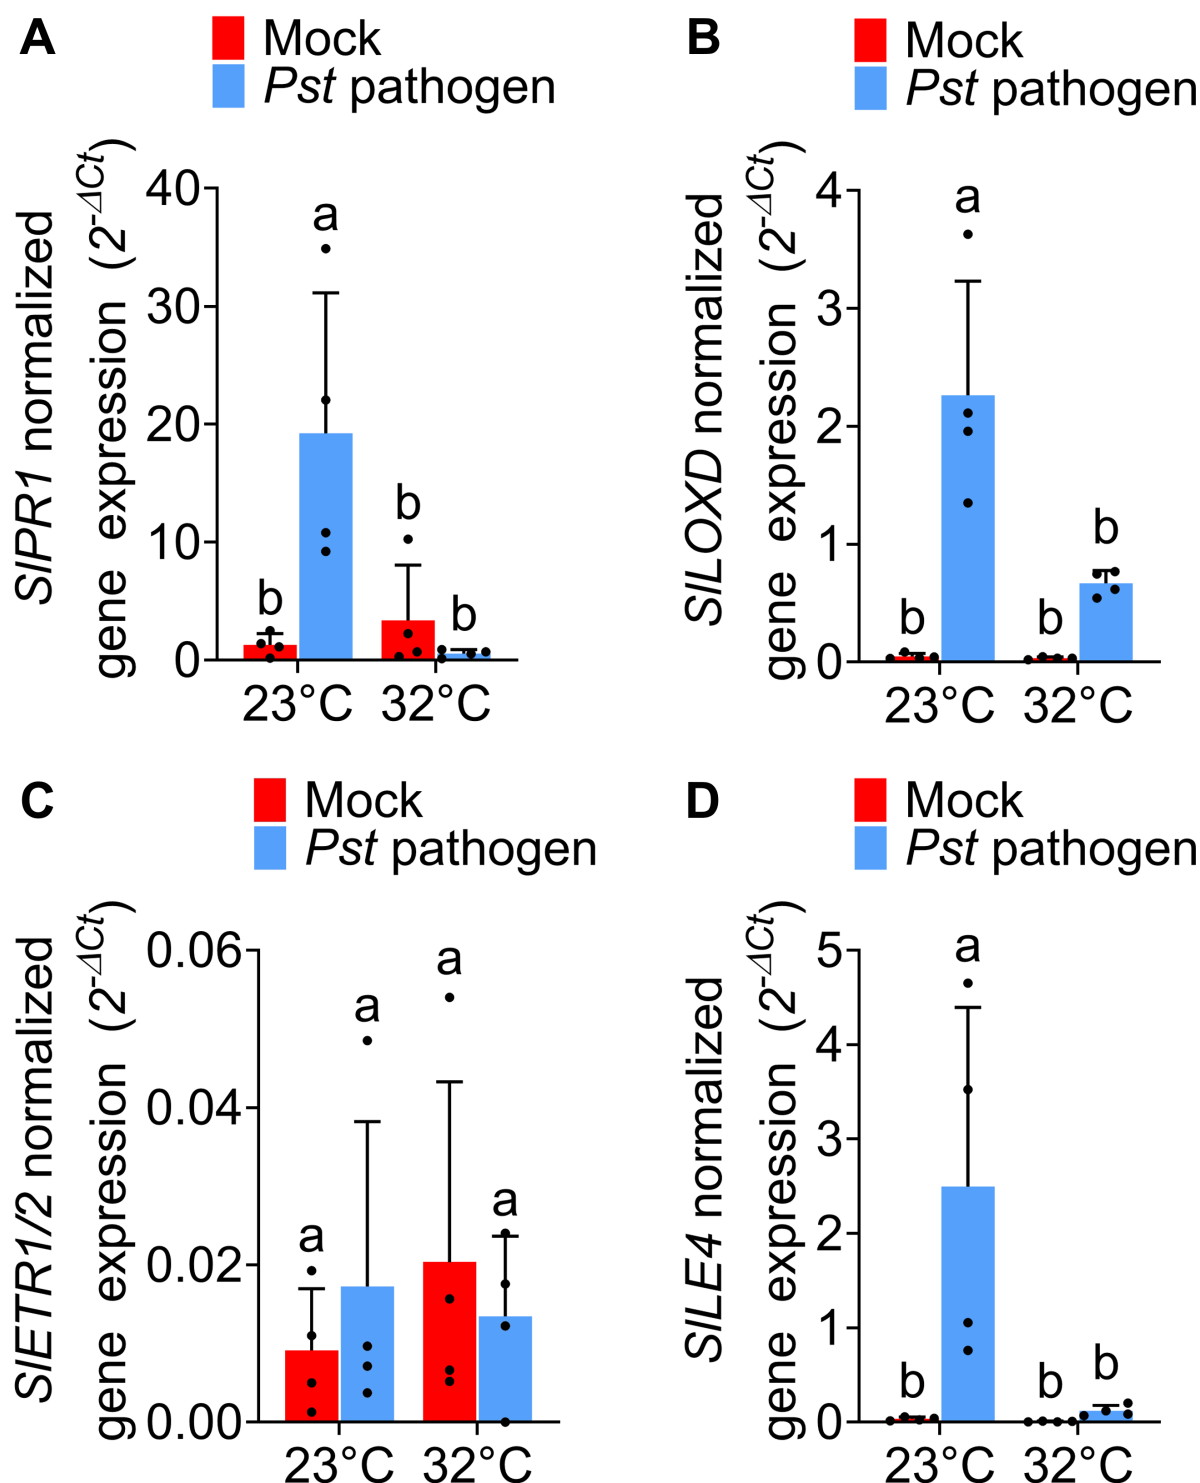 A
Mock
Pst pathogen
SlPR1 normalized
gene expression (2-ΔCt)
40
30
20
10
0
a
b
b
b
23°C
32°C
B
Mock
Pst pathogen
SlLOXD normalized
gene expression (2-ΔCt)
4
3
2
1
0
a
b
b
b
23°C
32°C
C
Mock
Pst pathogen
SlETR1/2 normalized
gene expression (2-ΔCt)
0.06
0.04
0.02
0.00
a
a
a
a
23°C
32°C
D
Mock
Pst pathogen
SlLE4 normalized
gene expression (2-ΔCt)
5
4
3
2
1
0
a
b
b
b
23°C
32°C